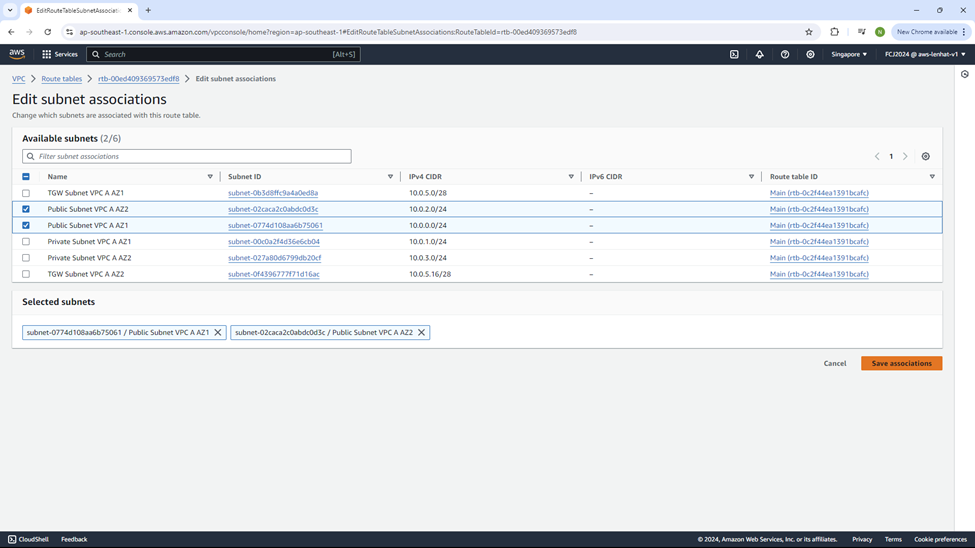 EditRouteTableSubnetAssociations:
ap-southeast-1.console.aws.amazon.com/vpcconsole/home?region=ap-southeast-1#EditRouteTableSubnetAssociations:RouteTableId=rtb-00ed409369573edf8
N
New Chrome available
aws
Services
Search
[Alt+S]
Singapore
FCJ2024 @ aws-lenhat-v1
VPC > Route tables > rtb-00ed409369573edf8 > Edit subnet associations
Edit subnet associations
Change which subnets are associated with this route table.
Available subnets (2/6)
Filter subnet associations
1
Name Subnet ID IPv4 CIDR IPv6 CIDR Route table ID
TGW Subnet VPC A AZ1 subnet-0b3d8ffc9a4a0ed8a 10.0.5.0/28 – Main (rtb-0c2f44ea1391bcafc)
Public Subnet VPC A AZ2 subnet-02caca2c0abdc0d3c 10.0.2.0/24 – Main (rtb-0c2f44ea1391bcafc)
Public Subnet VPC A AZ1 subnet-0774d108aa6b75061 10.0.0.0/24 – Main (rtb-0c2f44ea1391bcafc)
Private Subnet VPC A AZ1 subnet-00c0a2f4d36e6cb04 10.0.1.0/24 – Main (rtb-0c2f44ea1391bcafc)
Private Subnet VPC A AZ2 subnet-027a80d6799db20cf 10.0.3.0/24 – Main (rtb-0c2f44ea1391bcafc)
TGW Subnet VPC A AZ2 subnet-0f4396777f71d16ac 10.0.5.16/28 – Main (rtb-0c2f44ea1391bcafc)
Selected subnets
subnet-0774d108aa6b75061 / Public Subnet VPC A AZ1
subnet-02caca2c0abdc0d3c / Public Subnet VPC A AZ2
Cancel
Save associations
CloudShell
Feedback
© 2024, Amazon Web Services, Inc. or its affiliates.
Privacy
Terms
Cookie preferences